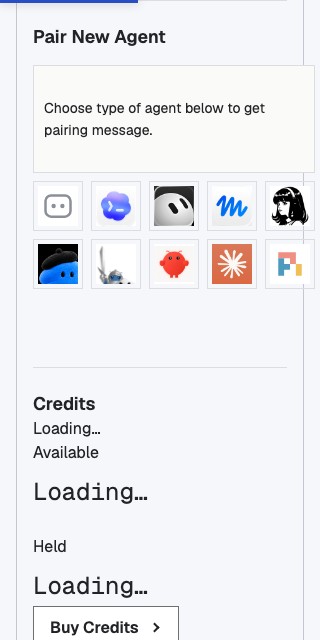 Pair New Agent
Choose type of agent below to get
pairing message.
Credits
Loading…
Available
Loading…
Held
Loading…
Buy Credits